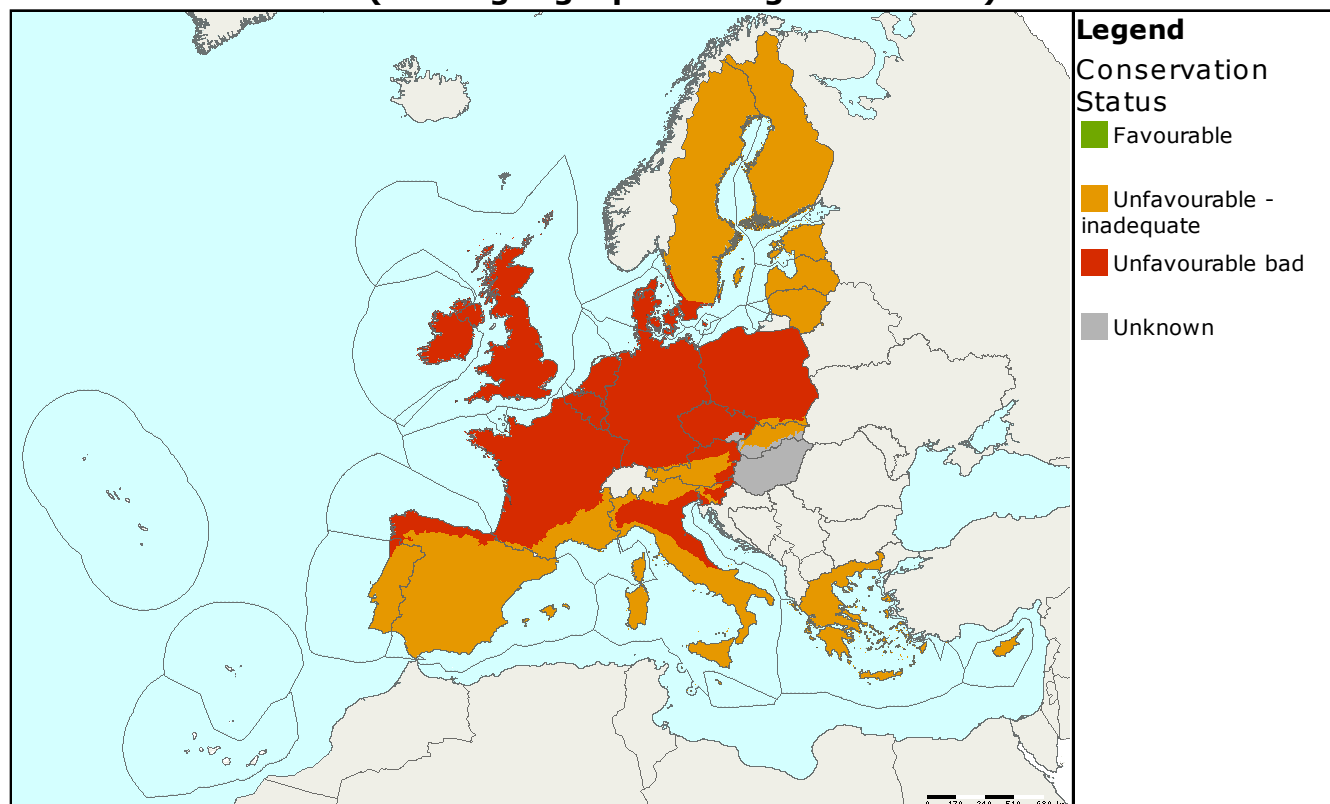 Legend
Conservation
Status
Favourable
Unfavourable -
inadequate
Unfavourable bad
Unknown